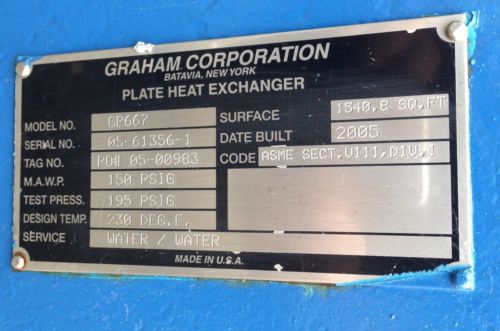 GRAHAM CORPORATION
BATAVIA, NEW YORK
PLATE HEAT EXCHANGER
MODEL NO. GP667 SURFACE 1540.8 SQ.FT
SERIAL NO. 05-61356-1 DATE BUILT 2005
TAG NO. PO# 05-00983 CODE ASME SECT.VIII,DIV.I
M.A.W.P. 150 PSIG
TEST PRESS. 195 PSIG
DESIGN TEMP. 230 DEG.F.
SERVICE WATER / WATER
MADE IN U.S.A.